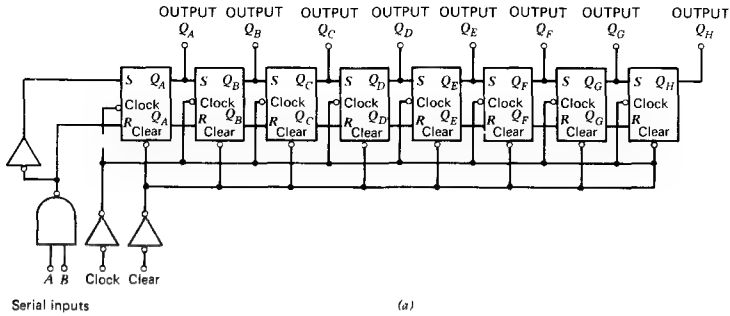 OUTPUT OUTPUT OUTPUT OUTPUT OUTPUT OUTPUT OUTPUT OUTPUT
QA QB QC QD QE QF QG QH
S QA S QB S QC S QD S QE S QF S QG S QH
Clock Clock Clock Clock Clock Clock Clock Clock
QA QB QC QD QE QF QG
R R R R R R R R
Clear Clear Clear Clear Clear Clear Clear Clear
A B Clock Clear
Serial inputs
(a)